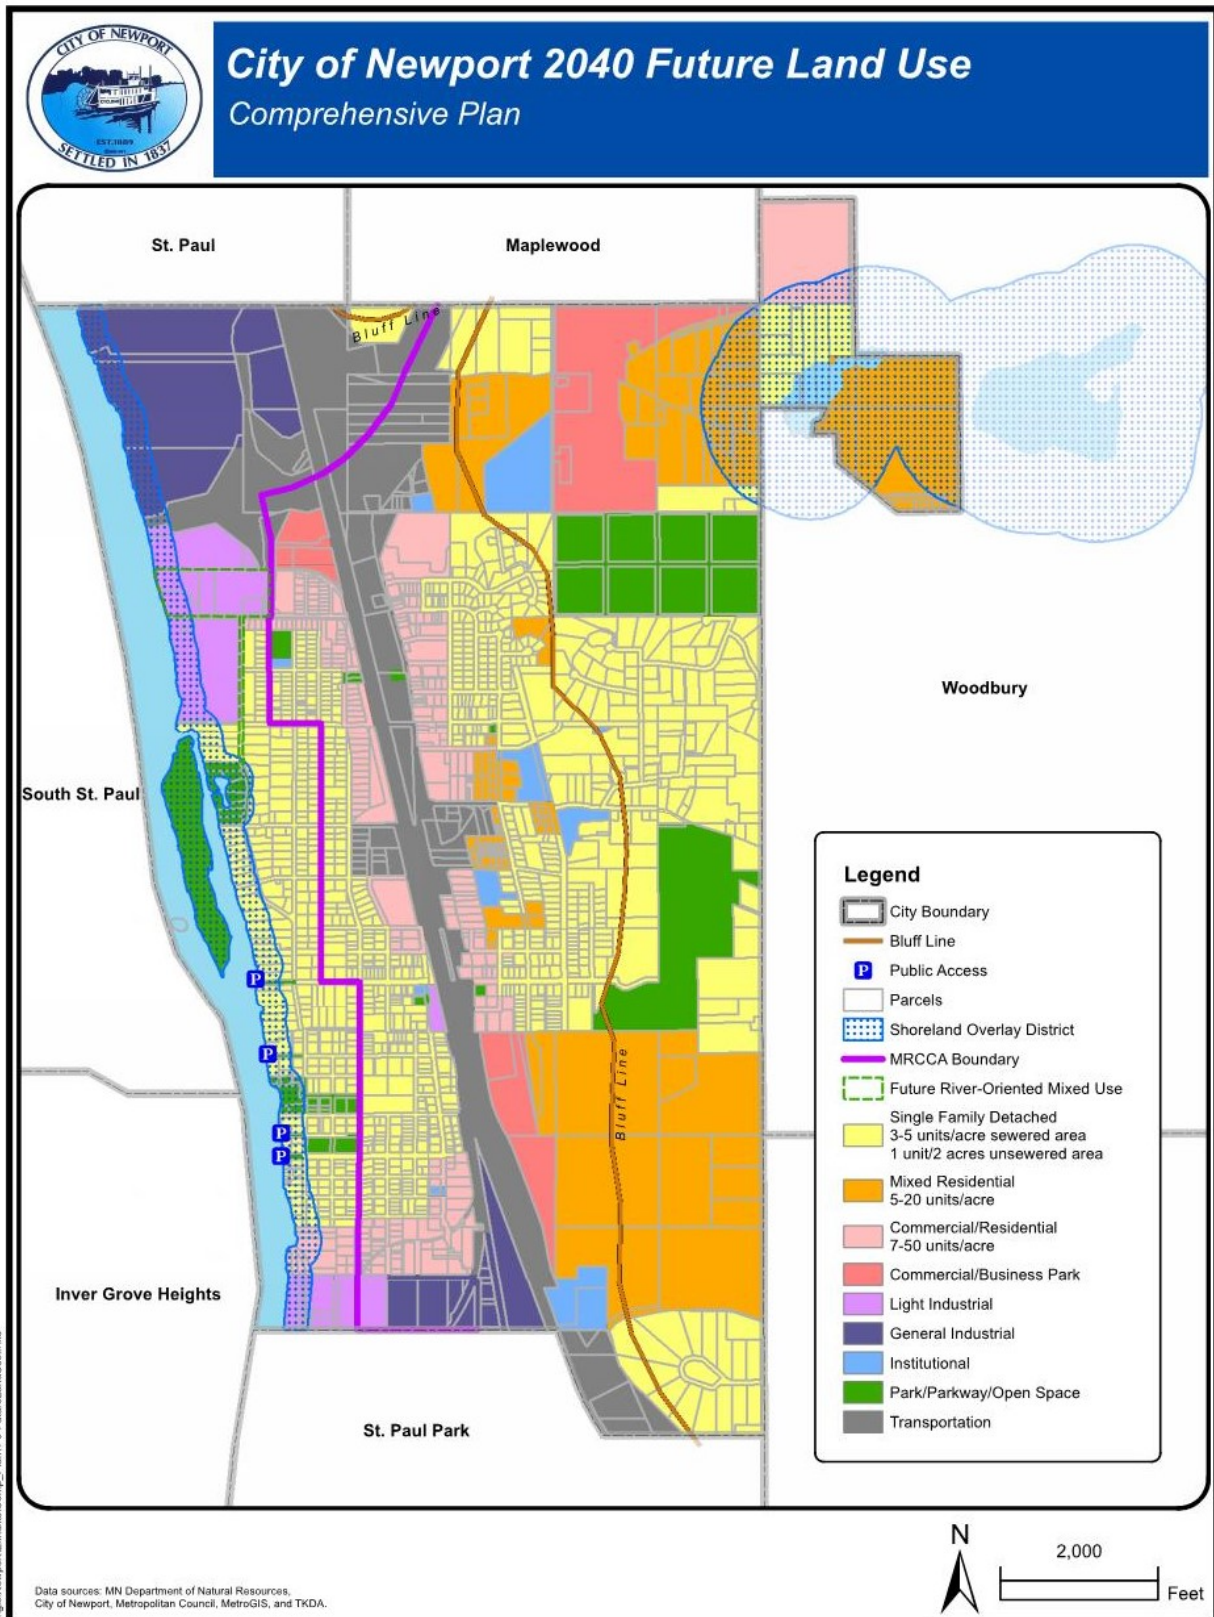 CITY OF NEWPORT
EST.1889
SETTLED IN 1837
City of Newport 2040 Future Land Use
Comprehensive Plan
St. Paul
Maplewood
Bluff Line
Woodbury
South St. Paul
P
P
P
P
Bluff Line
Inver Grove Heights
St. Paul Park
Legend
City Boundary
Bluff Line
P Public Access
Parcels
Shoreland Overlay District
MRCCA Boundary
Future River-Oriented Mixed Use
Single Family Detached
3-5 units/acre sewered area
1 unit/2 acres unsewered area
Mixed Residential
5-20 units/acre
Commercial/Residential
7-50 units/acre
Commercial/Business Park
Light Industrial
General Industrial
Institutional
Park/Parkway/Open Space
Transportation
N
2,000
Feet
Data sources: MN Department of Natural Resources,
City of Newport, Metropolitan Council, MetroGIS, and TKDA.